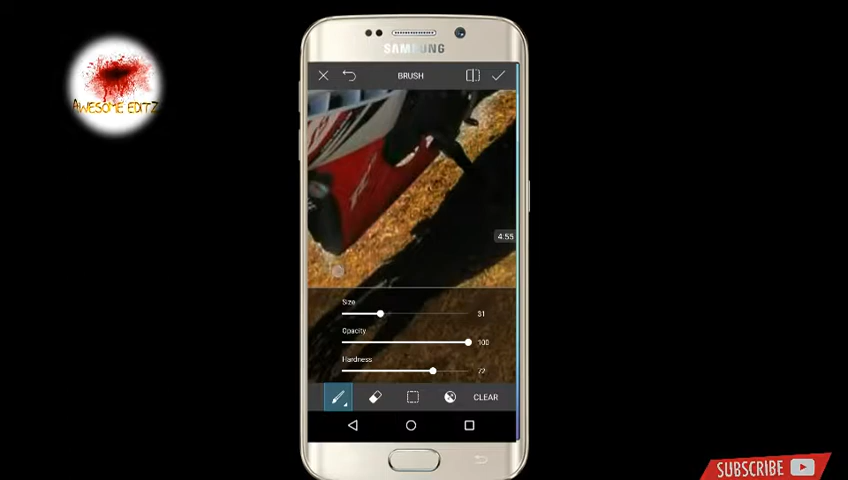 SAMSUNG
BRUSH
AWESOME EDITZ
4:55
Size
31
Opacity
100
Hardness
72
CLEAR
SUBSCRIBE